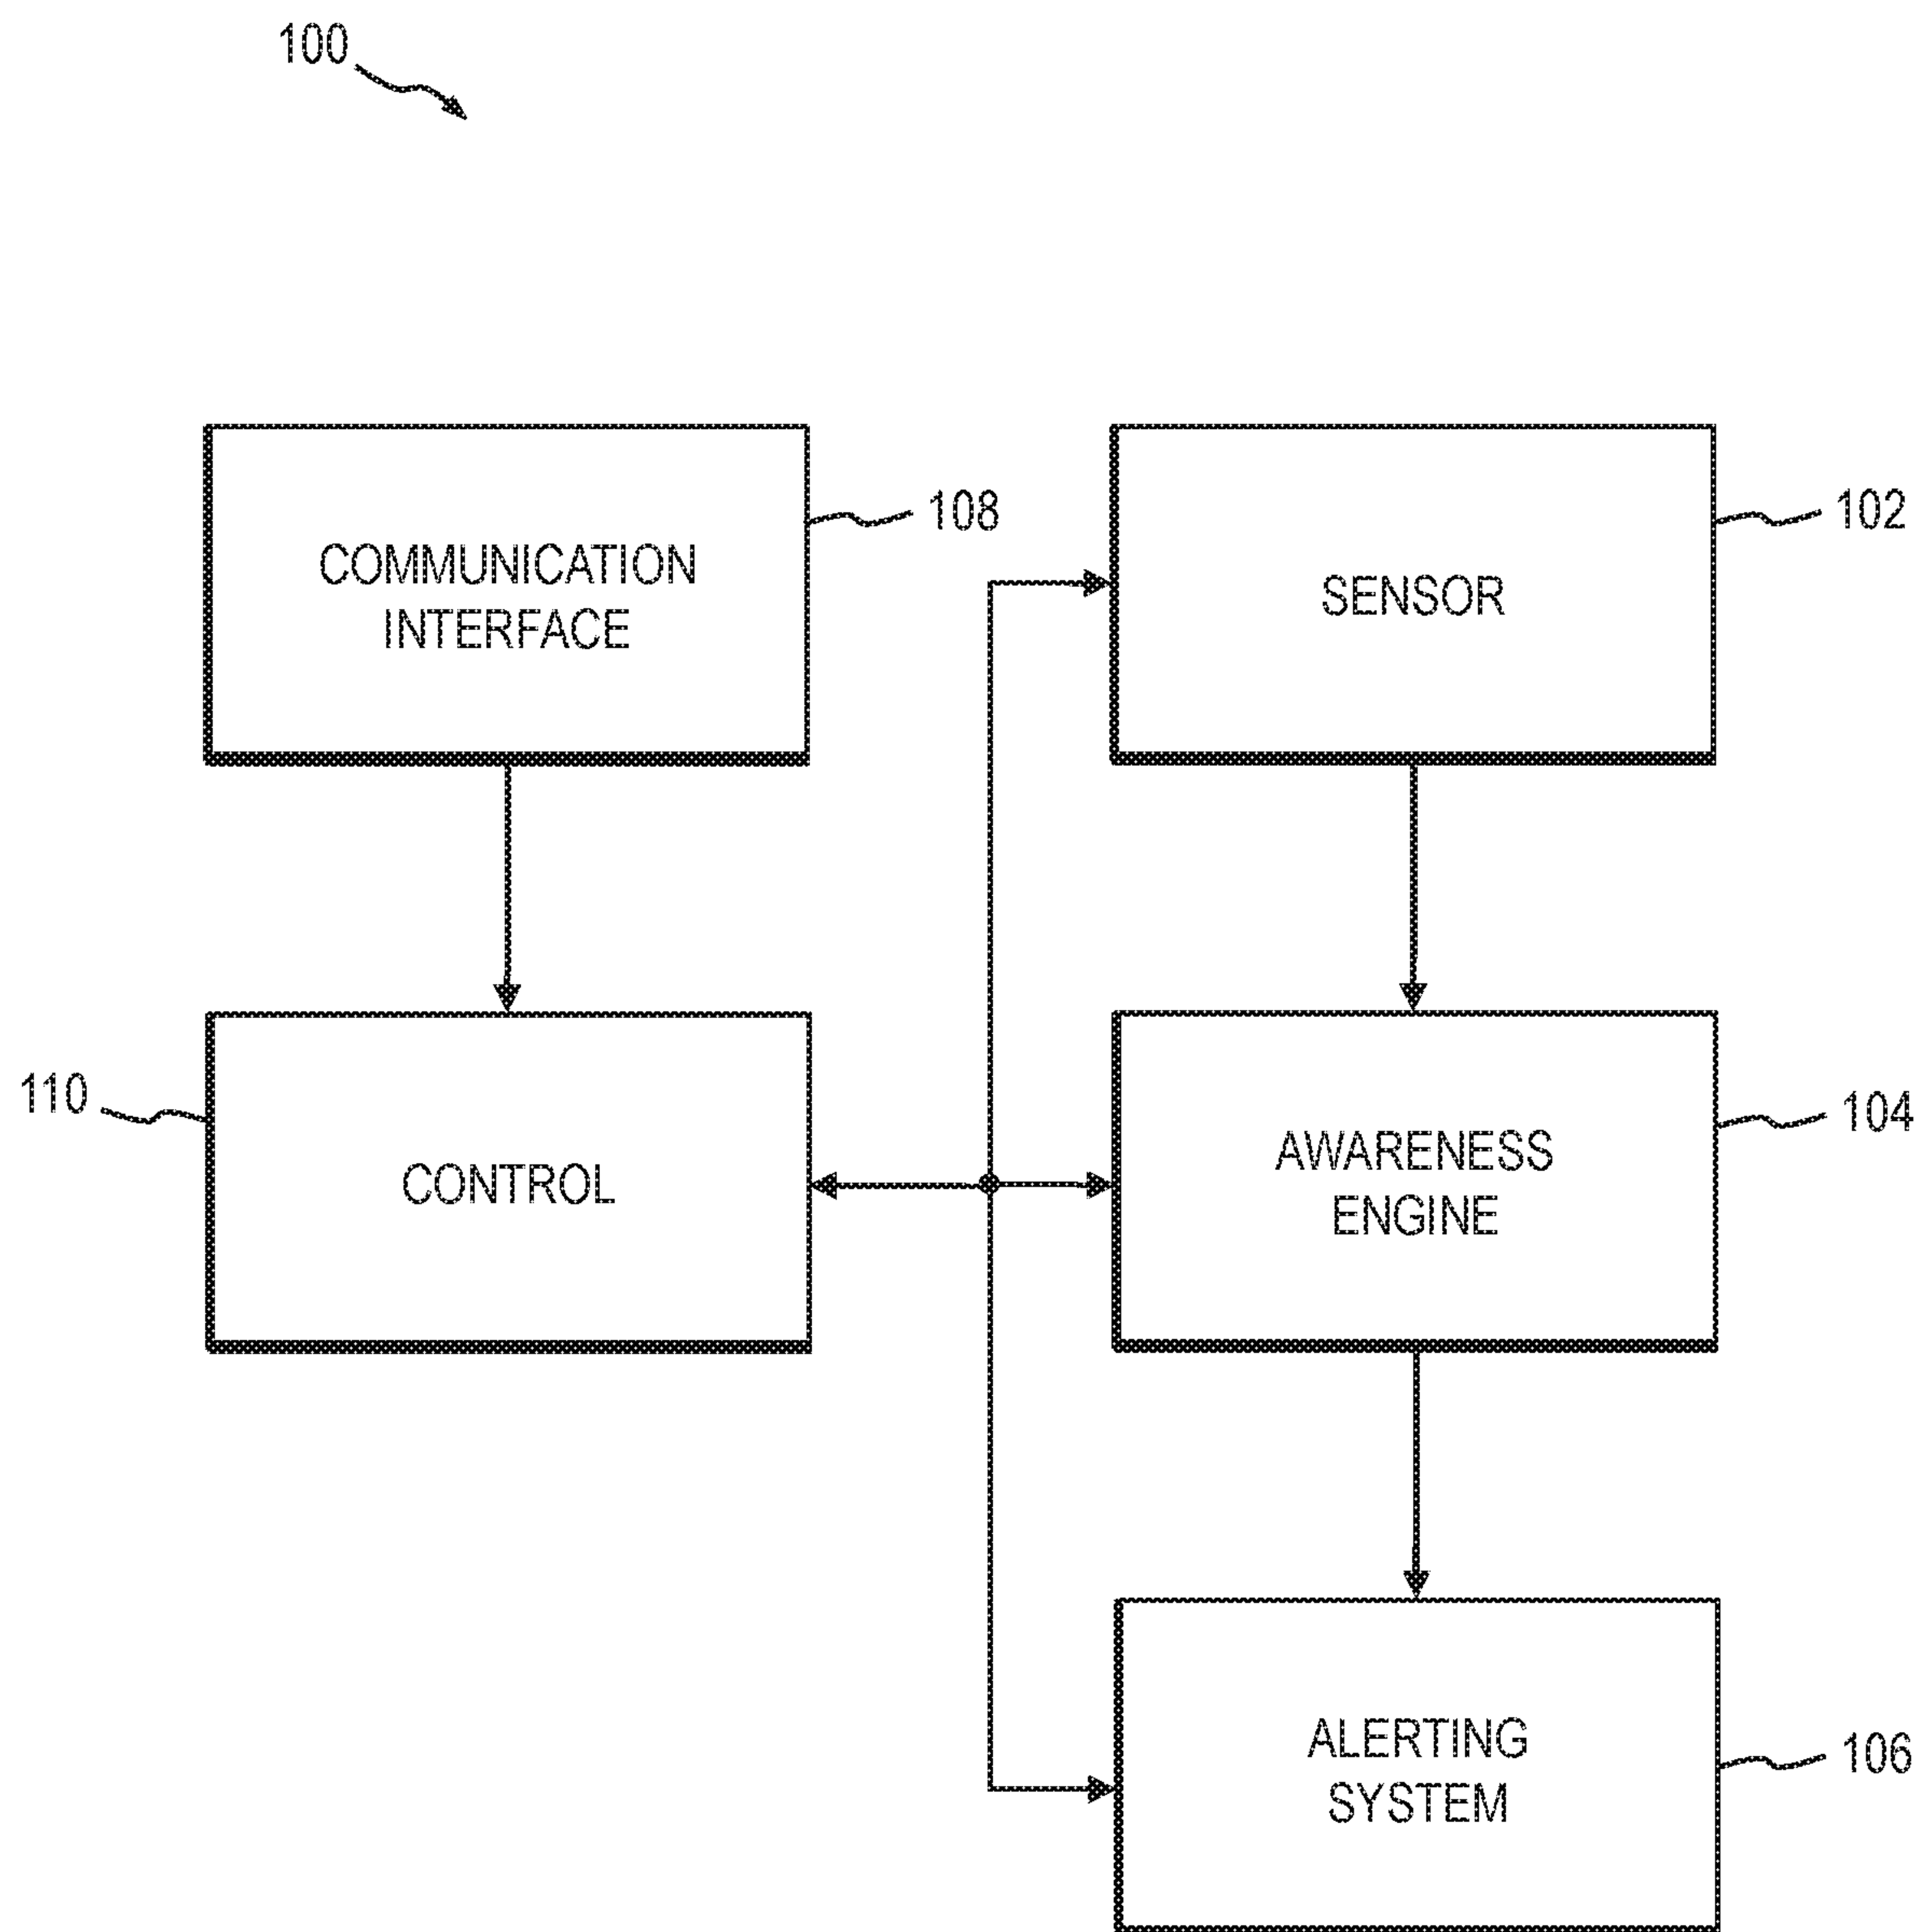 100
COMMUNICATION
INTERFACE
108
SENSOR
102
110
CONTROL
AWARENESS
ENGINE
104
ALERTING
SYSTEM
106